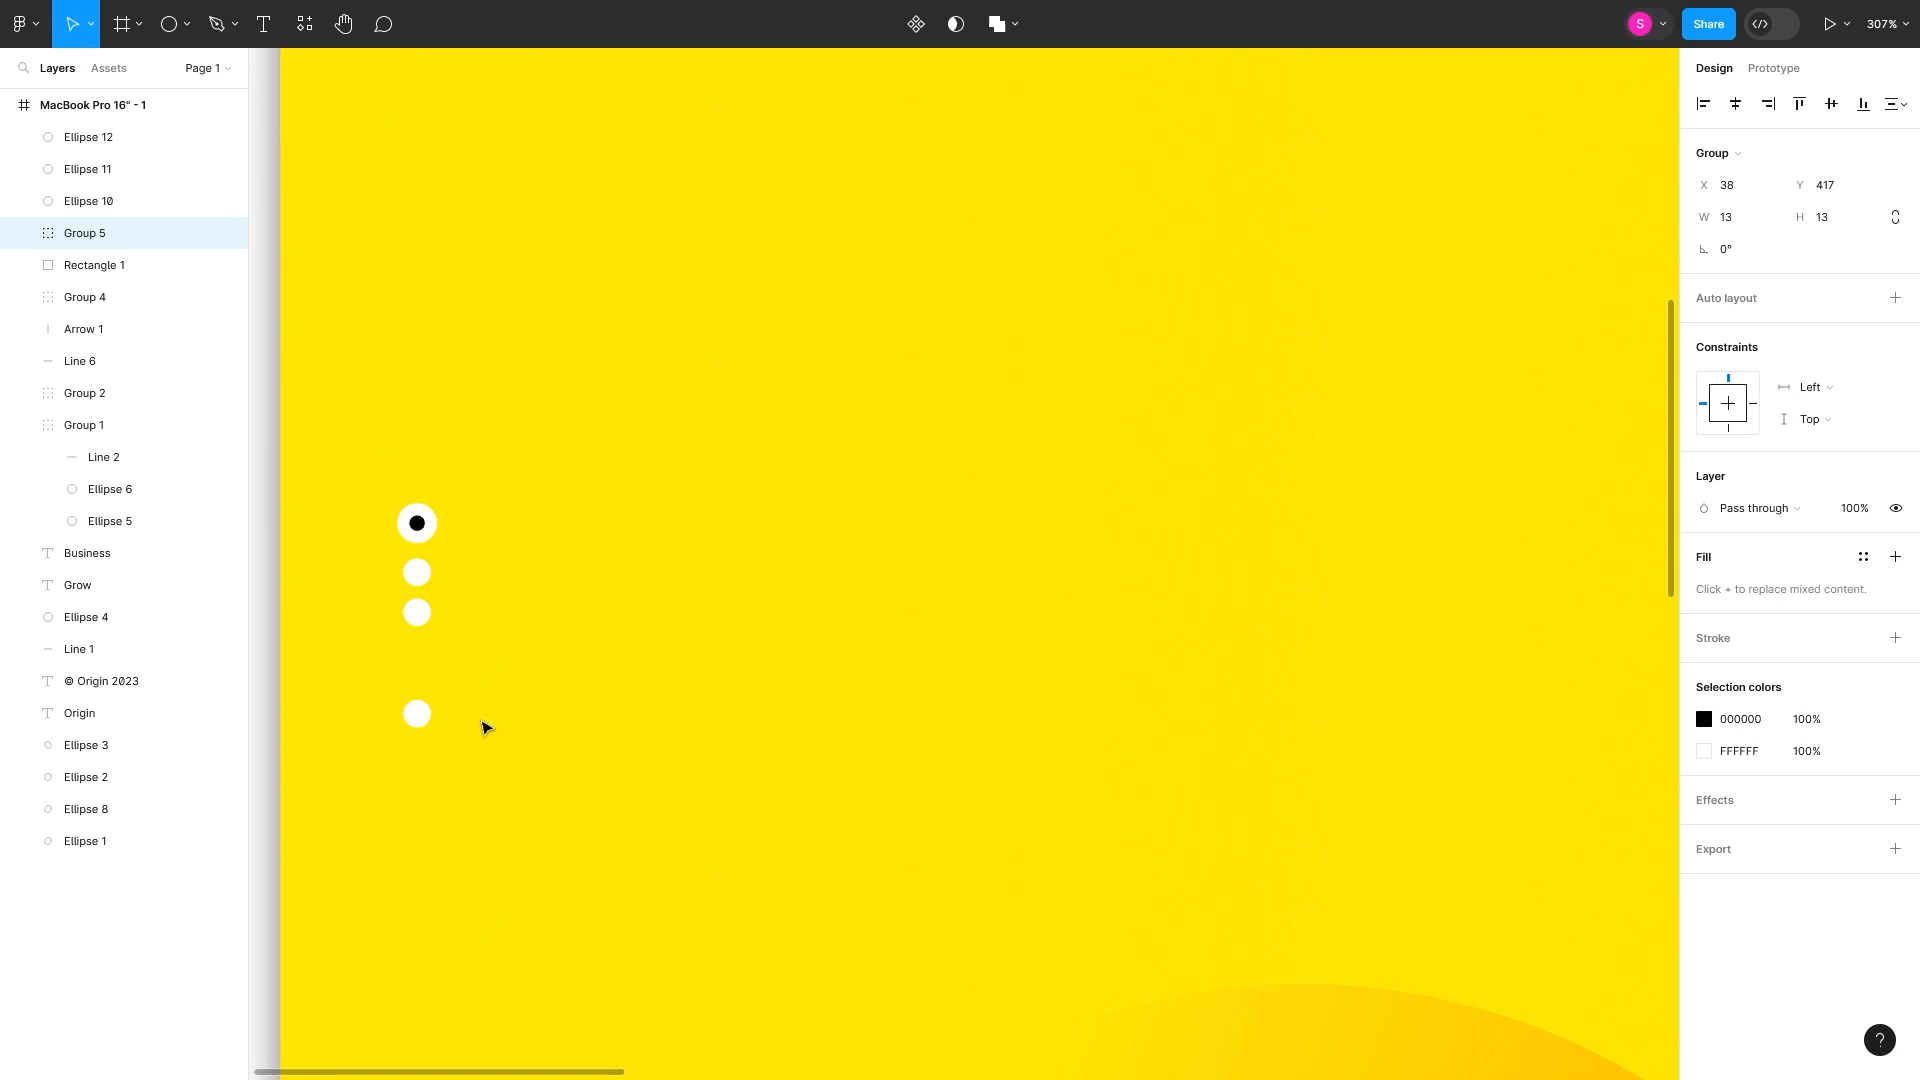 S
Share
307%
Layers
Assets
Page 1
MacBook Pro 16" - 1
Ellipse 12
Ellipse 11
Ellipse 10
Group 5
Rectangle 1
Group 4
Arrow 1
Line 6
Group 2
Group 1
Line 2
Ellipse 6
Ellipse 5
Business
Grow
Ellipse 4
Line 1
© Origin 2023
Origin
Ellipse 3
Ellipse 2
Ellipse 8
Ellipse 1
Design
Prototype
Group
X 38 Y 417
W 13 H 13
0°
Auto layout
Constraints
Left
Top
Layer
Pass through 100%
Fill
Click + to replace mixed content.
Stroke
Selection colors
000000 100%
FFFFFF 100%
Effects
Export
?